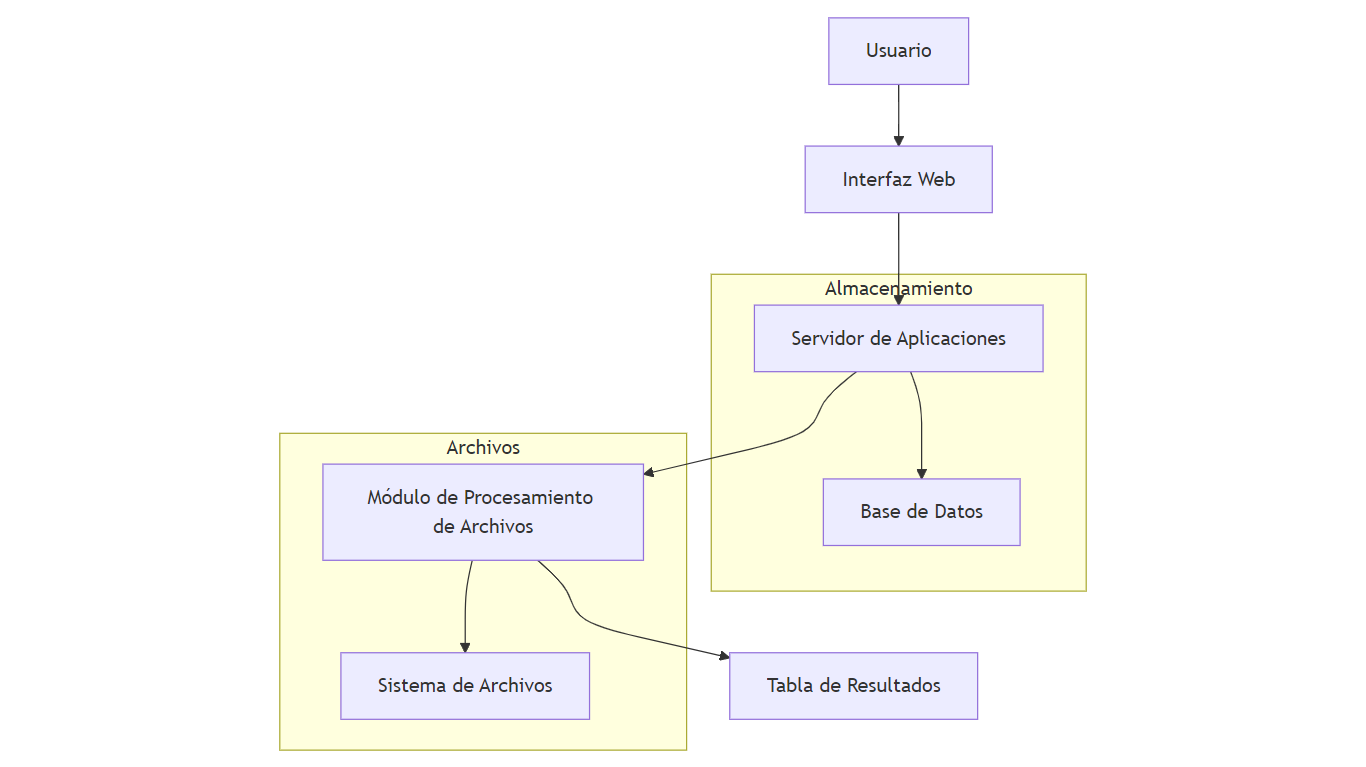 Usuario
Interfaz Web
Almacenamiento
Servidor de Aplicaciones
Archivos
Módulo de Procesamiento
de Archivos
Base de Datos
Sistema de Archivos
Tabla de Resultados